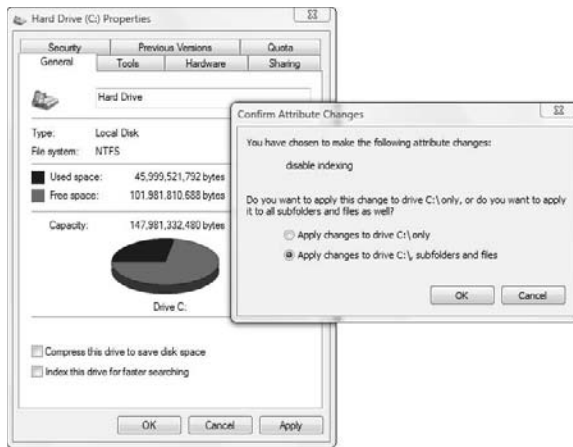 Hard Drive (C:) Properties
Security Previous Versions Quota
General Tools Hardware Sharing
Hard Drive
Type: Local Disk
File system: NTFS
Used space: 45,999,521,792 bytes
Free space: 101,981,810,688 bytes
Capacity: 147,981,332,480 bytes
Drive C:
Compress this drive to save disk space
Index this drive for faster searching
OK Cancel Apply
Confirm Attribute Changes
You have chosen to make the following attribute changes:
disable indexing
Do you want to apply this change to drive C:\ only, or do you want to apply
it to all subfolders and files as well?
Apply changes to drive C:\ only
Apply changes to drive C:\, subfolders and files
OK Cancel